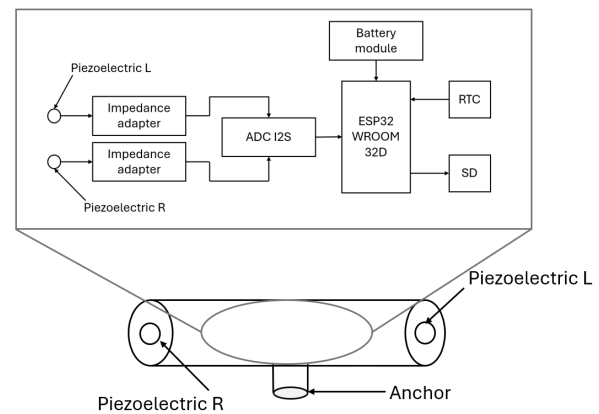 Battery
module
Piezoelectric L
Impedance
adapter
ESP32
WROOM
32D
RTC
ADC I2S
Impedance
adapter
SD
Piezoelectric R
Piezoelectric L
Anchor
Piezoelectric R